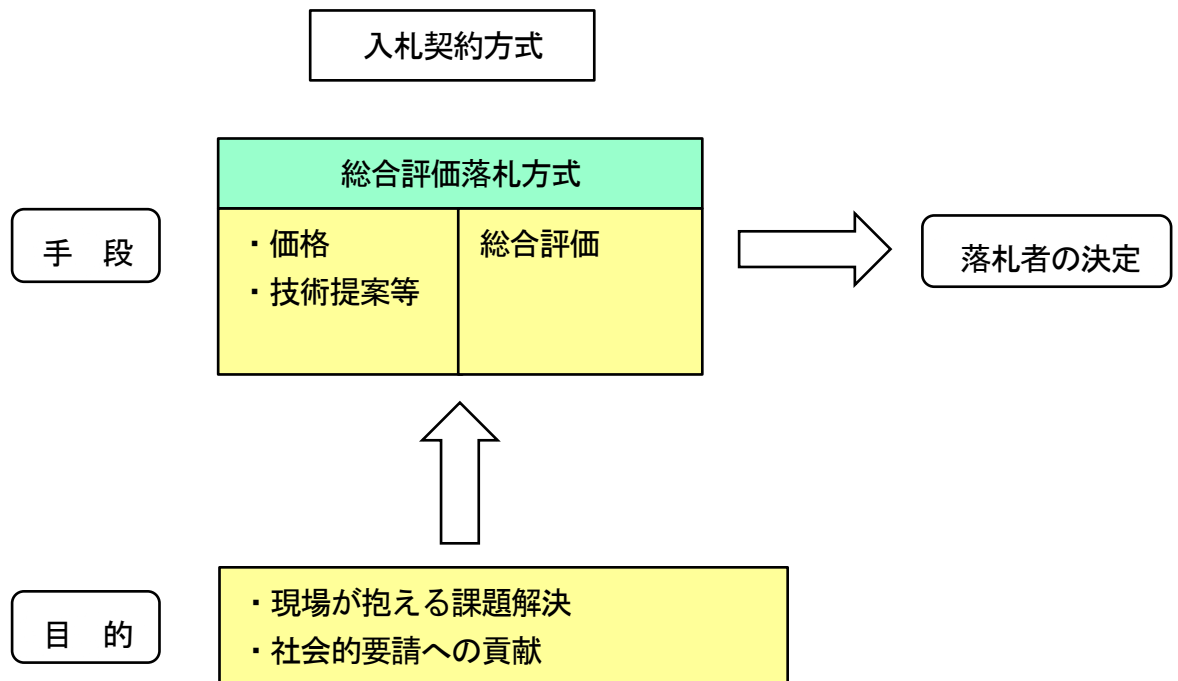 入札契約方式
総合評価落札方式
手　段
・価格
・技術提案等
総合評価
落札者の決定
目　的
・現場が抱える課題解決
・社会的要請への貢献